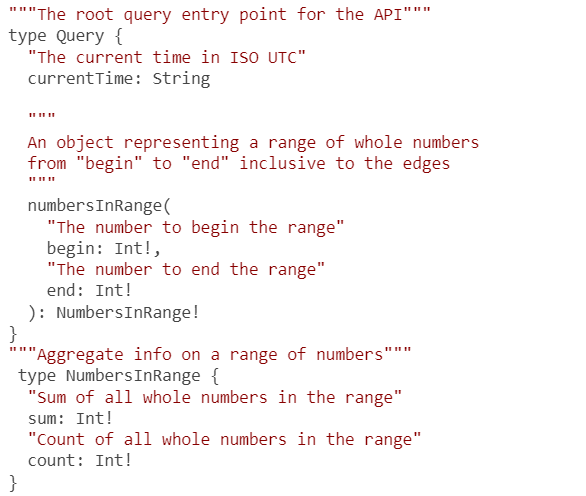 """The root query entry point for the API"""
type Query {
  "The current time in ISO UTC"
  currentTime: String

  """
  An object representing a range of whole numbers
  from "begin" to "end" inclusive to the edges
  """
  numbersInRange(
    "The number to begin the range"
    begin: Int!,
    "The number to end the range"
    end: Int!
  ): NumbersInRange!
}
"""Aggregate info on a range of numbers"""
 type NumbersInRange {
  "Sum of all whole numbers in the range"
  sum: Int!
  "Count of all whole numbers in the range"
  count: Int!
}